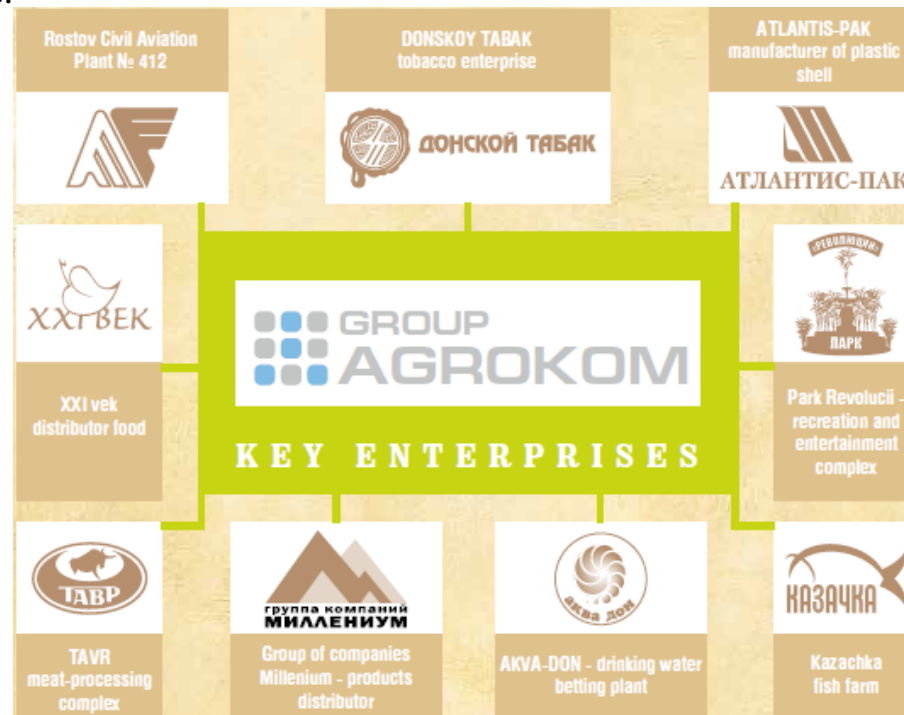 Rostov Civil Aviation
Plant № 412
DONSKOY TABAK
tobacco enterprise
ATLANTIS-PAK
manufacturer of plastic
shell
ДОНСКОЙ ТАБАК
АТЛАНТИС-ПАК
XXI ВЕК
XXI vek
distributor food
GROUP
AGROKOM
KEY ENTERPRISES
«РЕВОЛЮЦИИ»
ПАРК
Park Revolucii -
recreation and
entertainment
complex
ТАВР
TAVR
meat-processing
complex
группа компаний
МИЛЛЕНИУМ
Group of companies
Millenium - products
distributor
аква дон
AKVA-DON - drinking water
betting plant
КАЗАЧКА
Kazachka
fish farm